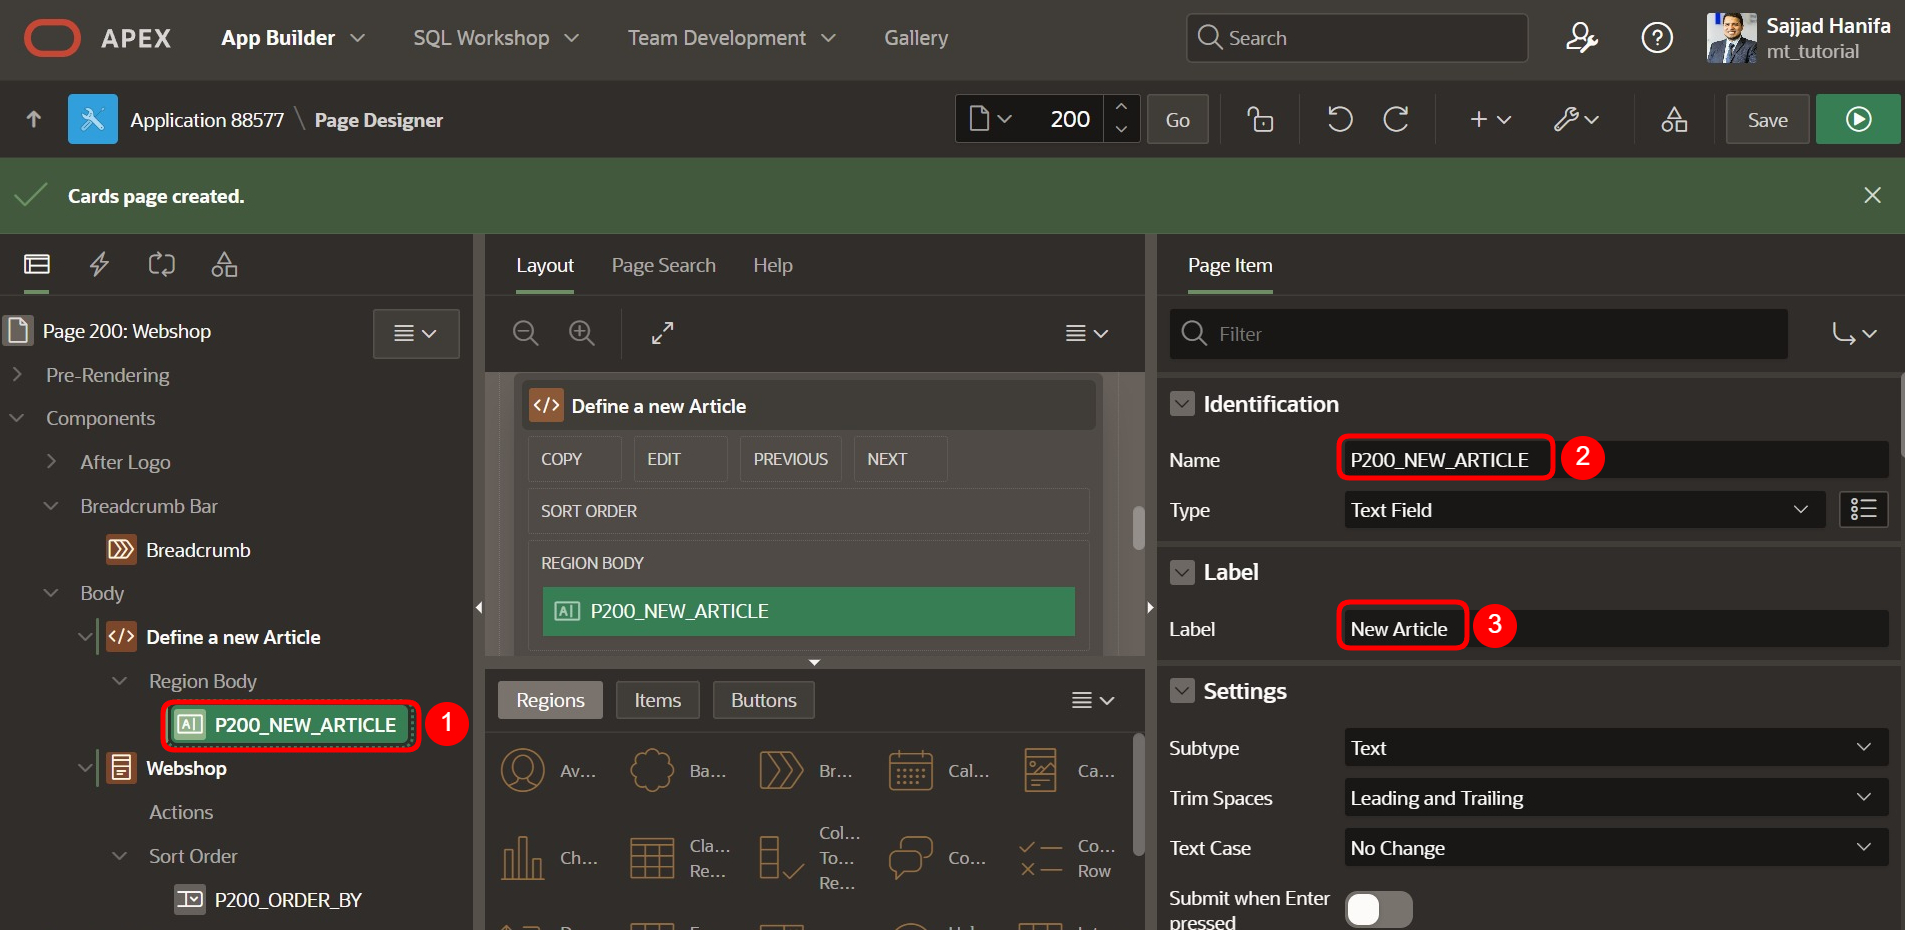 APEX App Builder SQL Workshop Team Development Gallery Search Sajjad Hanifa
mt_tutorial
Application 88577 \ Page Designer 200 Go Save
Cards page created.
Layout Page Search Help
Page Item
Page 200: Webshop
Pre-Rendering
Components
After Logo
Breadcrumb Bar
Breadcrumb
Body
Define a new Article
Region Body
P200_NEW_ARTICLE 1
Webshop
Actions
Sort Order
P200_ORDER_BY
Define a new Article
COPY EDIT PREVIOUS NEXT
SORT ORDER
REGION BODY
P200_NEW_ARTICLE
Regions Items Buttons
Av... Ba... Br... Cal... Ca...
Ch... Cla... Re... Col... To... Re... Co... Co... Row
Filter
Identification
Name P200_NEW_ARTICLE 2
Type Text Field
Label
Label New Article 3
Settings
Subtype Text
Trim Spaces Leading and Trailing
Text Case No Change
Submit when Enter
pressed